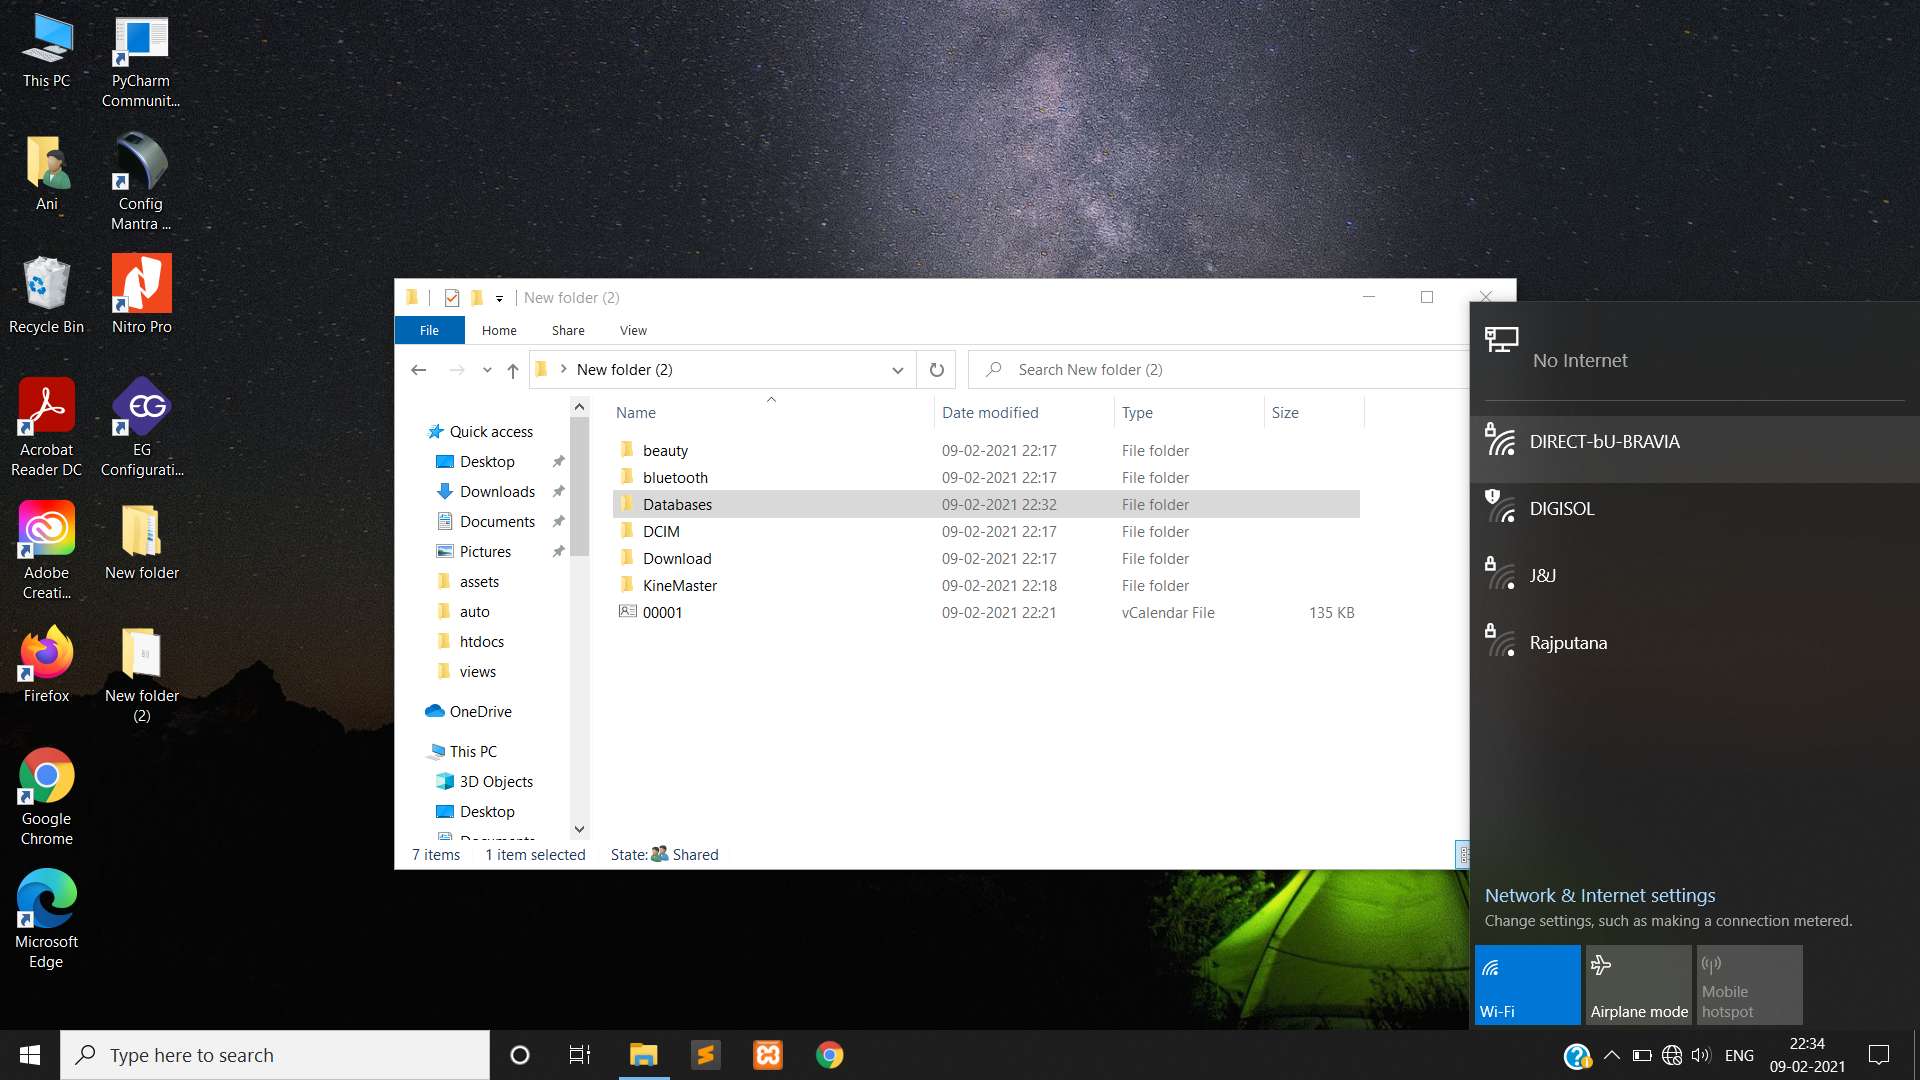 This PC
PyCharm
Communit...
Ani
Config
Mantra ...
Recycle Bin
Nitro Pro
Acrobat
Reader DC
EG
Configurati...
Adobe
Creati...
New folder
Firefox
New folder
(2)
Google
Chrome
Microsoft
Edge
New folder (2)
File
Home
Share
View
New folder (2)
Search New folder (2)
Quick access
Desktop
Downloads
Documents
Pictures
assets
auto
htdocs
views
OneDrive
This PC
3D Objects
Desktop
Documents
Name
Date modified
Type
Size
beauty 09-02-2021 22:17 File folder
bluetooth 09-02-2021 22:17 File folder
Databases 09-02-2021 22:32 File folder
DCIM 09-02-2021 22:17 File folder
Download 09-02-2021 22:17 File folder
KineMaster 09-02-2021 22:18 File folder
00001 09-02-2021 22:21 vCalendar File 135 KB
7 items
1 item selected
State: Shared
No Internet
DIRECT-bU-BRAVIA
DIGISOL
J&J
Rajputana
Network & Internet settings
Change settings, such as making a connection metered.
Wi-Fi
Airplane mode
Mobile
hotspot
Type here to search
ENG
22:34
09-02-2021